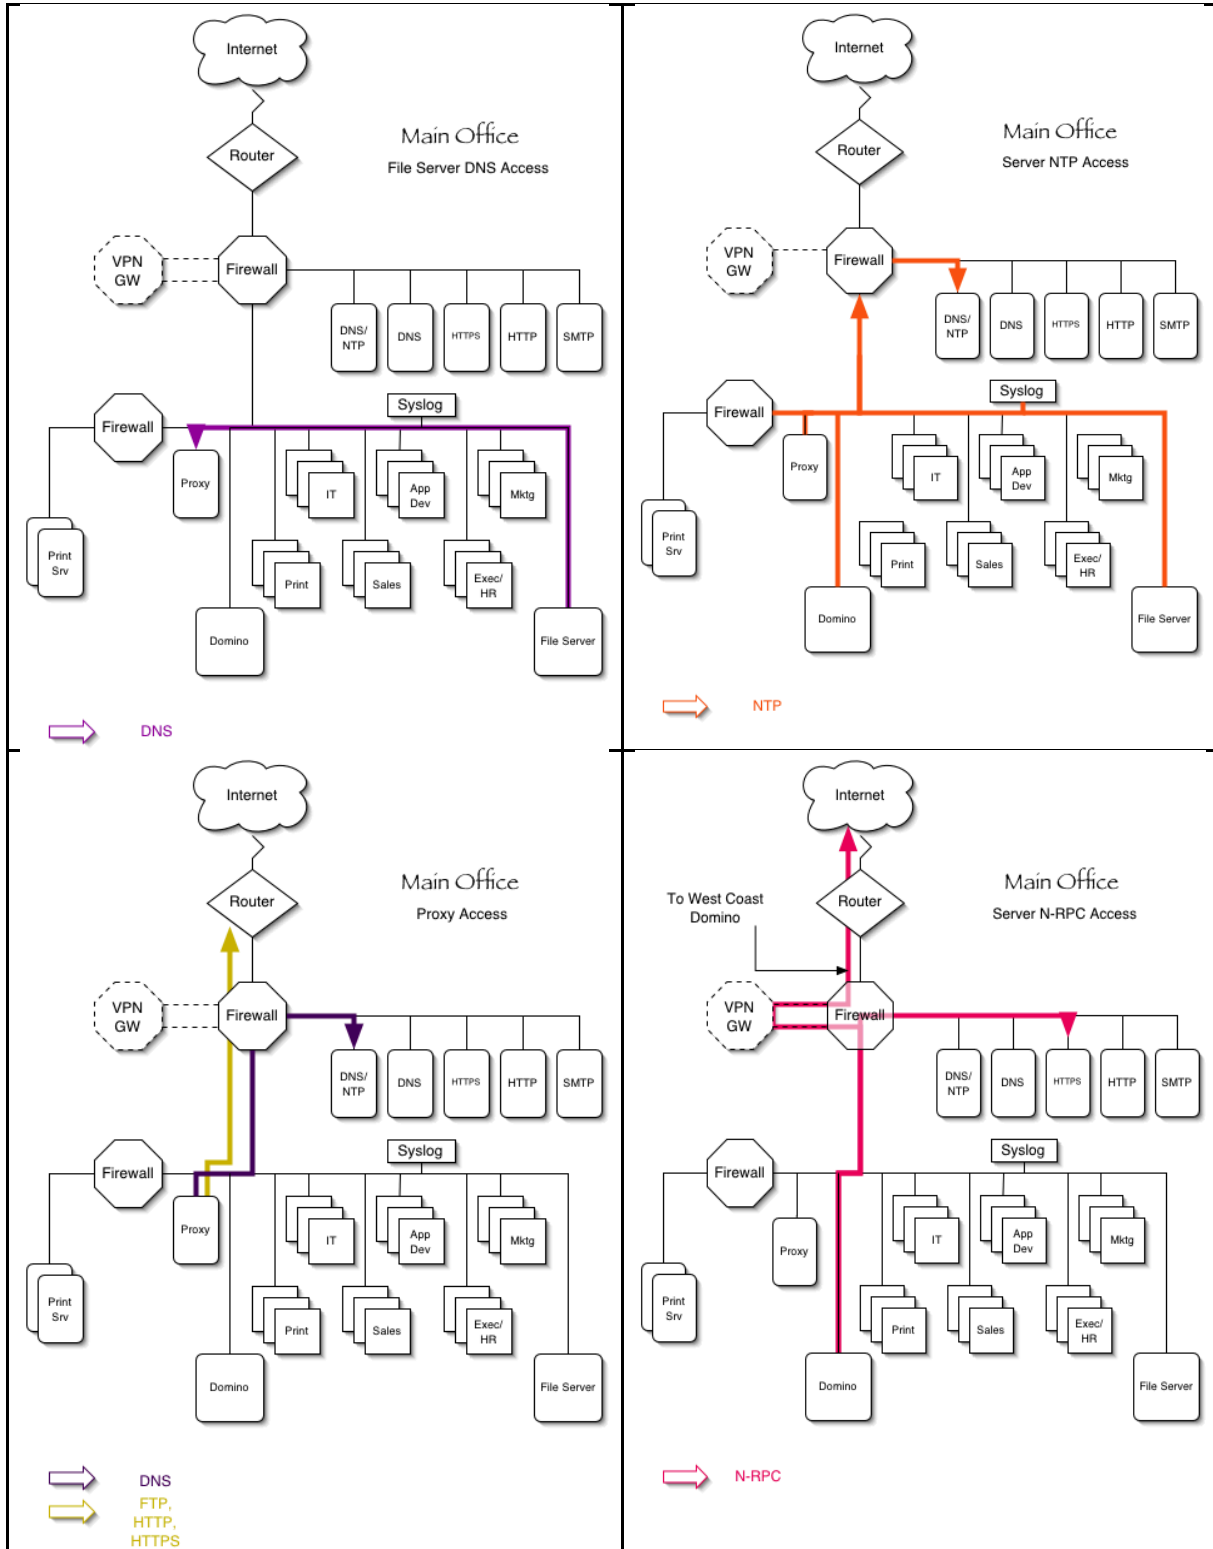 Internet
Main Office
Router
File Server DNS Access
VPN
GW
Firewall
DNS/
NTP
DNS
HTTPS
HTTP
SMTP
Syslog
Firewall
Proxy
IT
App
Dev
Mktg
Print
Srv
Print
Sales
Exec/
HR
Domino
File Server
DNS
Internet
Main Office
Router
Server NTP Access
VPN
GW
Firewall
DNS/
NTP
DNS
HTTPS
HTTP
SMTP
Syslog
Firewall
Proxy
IT
App
Dev
Mktg
Print
Srv
Print
Sales
Exec/
HR
Domino
File Server
NTP
Internet
Main Office
Router
Proxy Access
VPN
GW
Firewall
DNS/
NTP
DNS
HTTPS
HTTP
SMTP
Syslog
Firewall
Proxy
IT
App
Dev
Mktg
Print
Srv
Print
Sales
Exec/
HR
Domino
File Server
DNS
FTP,
HTTP,
HTTPS
Internet
Main Office
To West Coast
Domino
Router
Server N-RPC Access
VPN
GW
Firewall
DNS/
NTP
DNS
HTTPS
HTTP
SMTP
Syslog
Firewall
Proxy
IT
App
Dev
Mktg
Print
Srv
Print
Sales
Exec/
HR
Domino
File Server
N-RPC